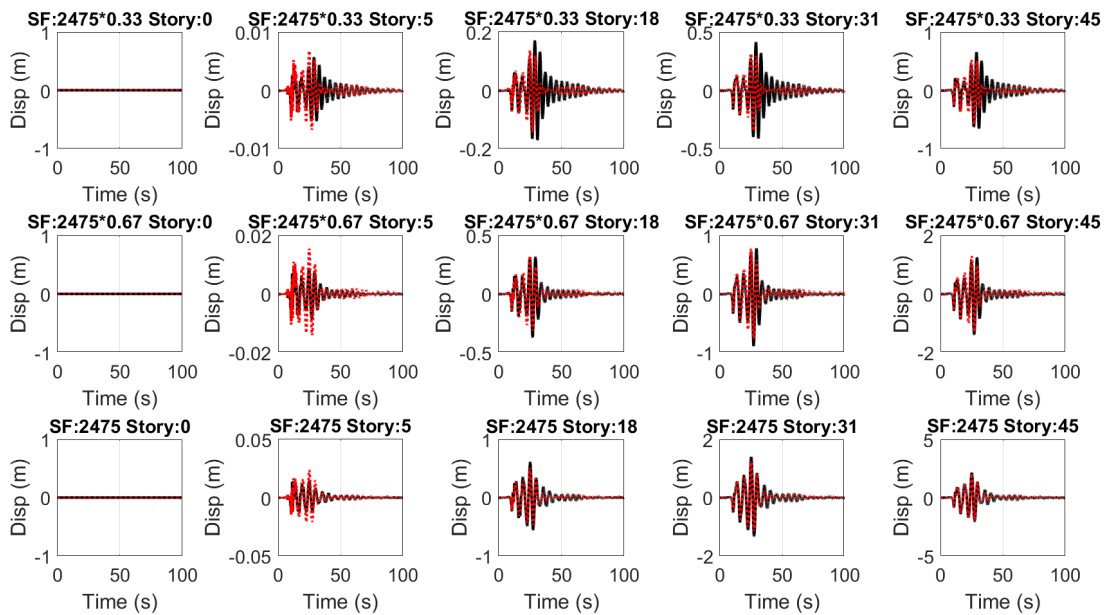 SF:2475*0.33 Story:0 SF:2475*0.33 Story:5 SF:2475*0.33 Story:18 SF:2475*0.33 Story:31 SF:2475*0.33 Story:45
1 0.01 0.2 0.5 1
Disp (m) Disp (m) Disp (m) Disp (m) Disp (m)
0 0 0 0 0
-1 -0.01 -0.2 -0.5 -1
0 50 100 0 50 100 0 50 100 0 50 100 0 50 100
Time (s) Time (s) Time (s) Time (s) Time (s)
SF:2475*0.67 Story:0 SF:2475*0.67 Story:5 SF:2475*0.67 Story:18 SF:2475*0.67 Story:31 SF:2475*0.67 Story:45
1 0.02 0.5 1 2
Disp (m) Disp (m) Disp (m) Disp (m) Disp (m)
0 0 0 0 0
-1 -0.02 -0.5 -1 -2
0 50 100 0 50 100 0 50 100 0 50 100 0 50 100
Time (s) Time (s) Time (s) Time (s) Time (s)
SF:2475 Story:0 SF:2475 Story:5 SF:2475 Story:18 SF:2475 Story:31 SF:2475 Story:45
1 0.05 1 2 5
Disp (m) Disp (m) Disp (m) Disp (m) Disp (m)
0 0 0 0 0
-1 -0.05 -1 -2 -5
0 50 100 0 50 100 0 50 100 0 50 100 0 50 100
Time (s) Time (s) Time (s) Time (s) Time (s)